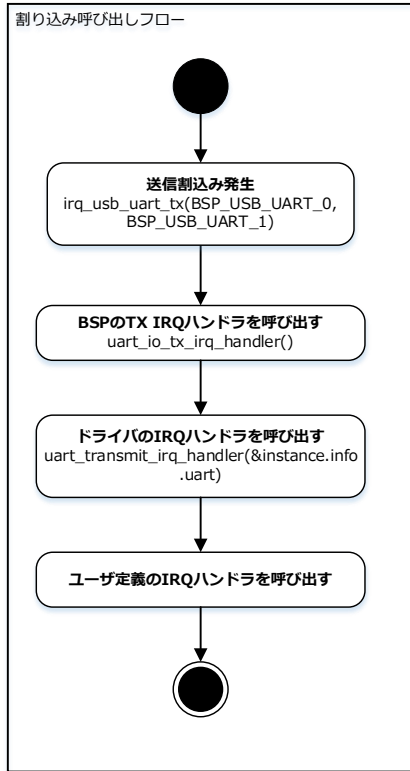 割り込み呼び出しフロー
送信割込み発生
irq_usb_uart_tx(BSP_USB_UART_0,
BSP_USB_UART_1)
BSPのTX IRQハンドラを呼び出す
uart_io_tx_irq_handler()
ドライバのIRQハンドラを呼び出す
uart_transmit_irq_handler(&instance.info
.uart)
ユーザ定義のIRQハンドラを呼び出す